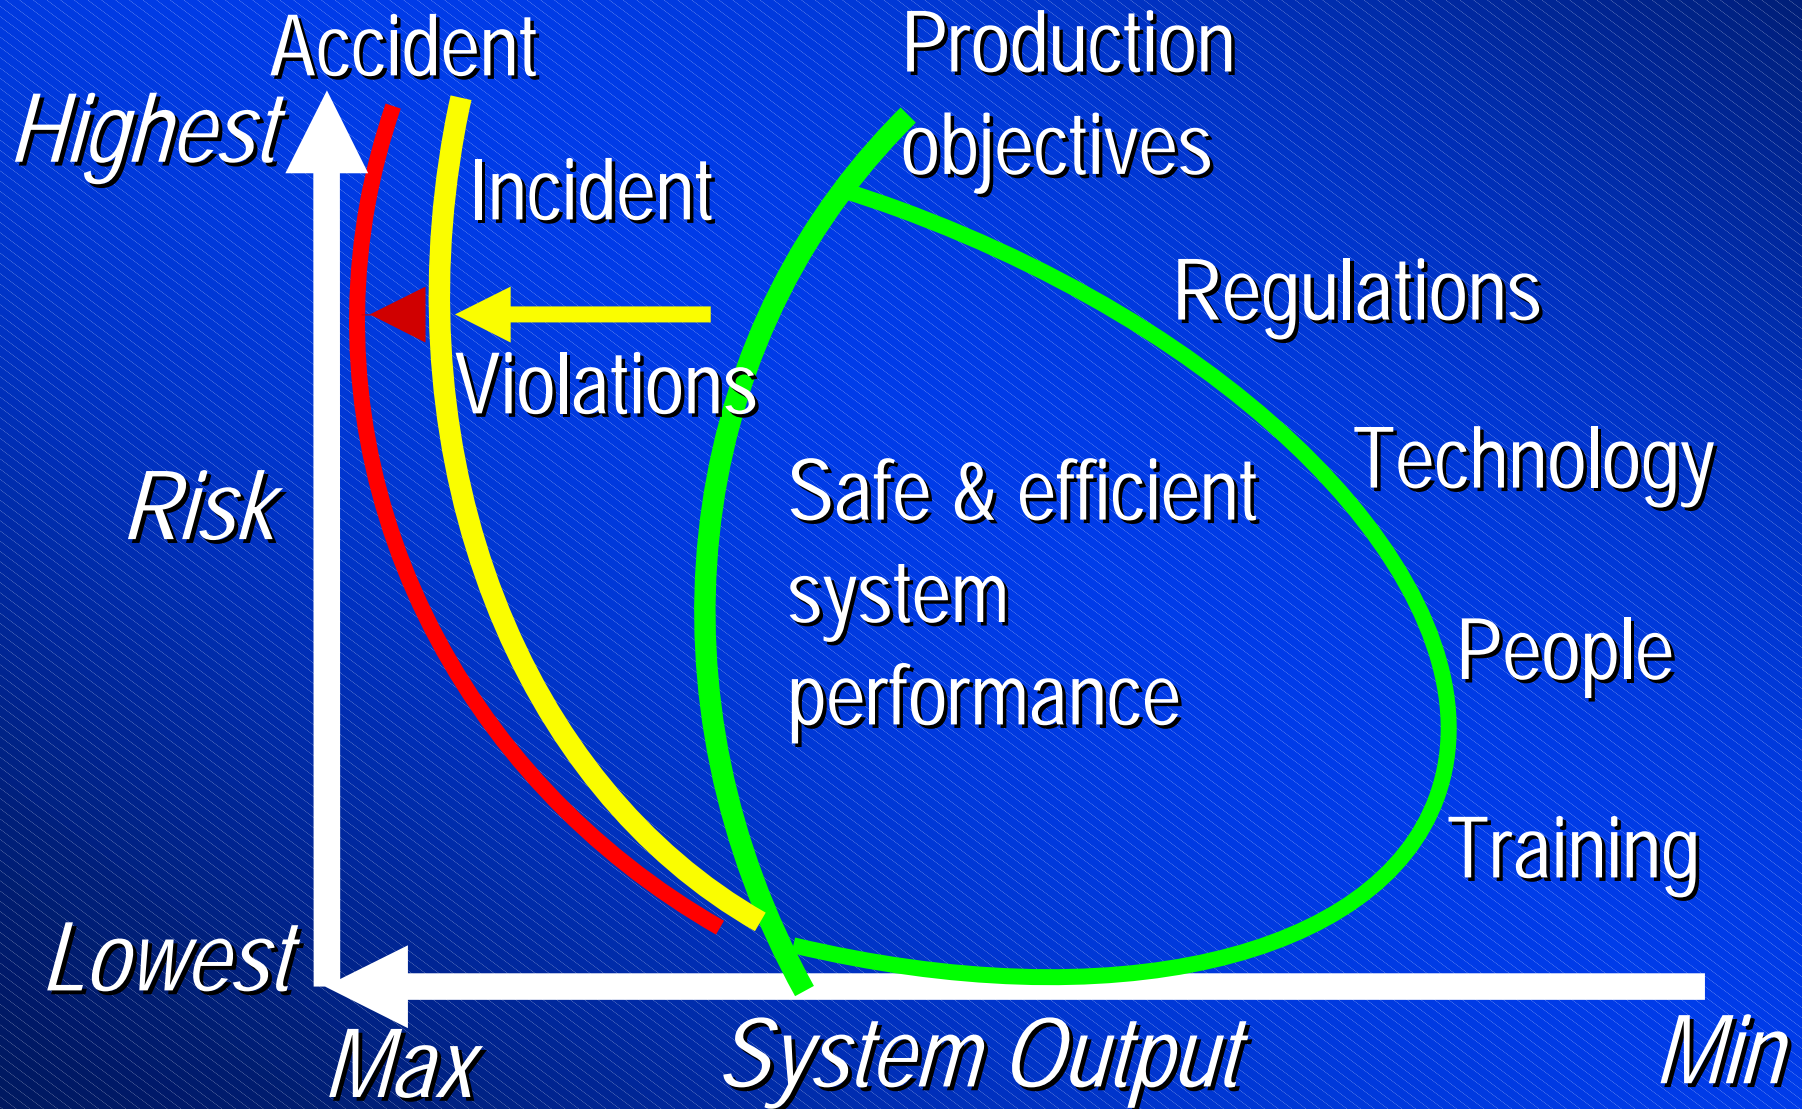 Accident
Production
objectives
Highest
Incident
Regulations
Violations
Technology
Safe & efficient
system
performance
Risk
People
Training
Lowest
Max
System Output
Min